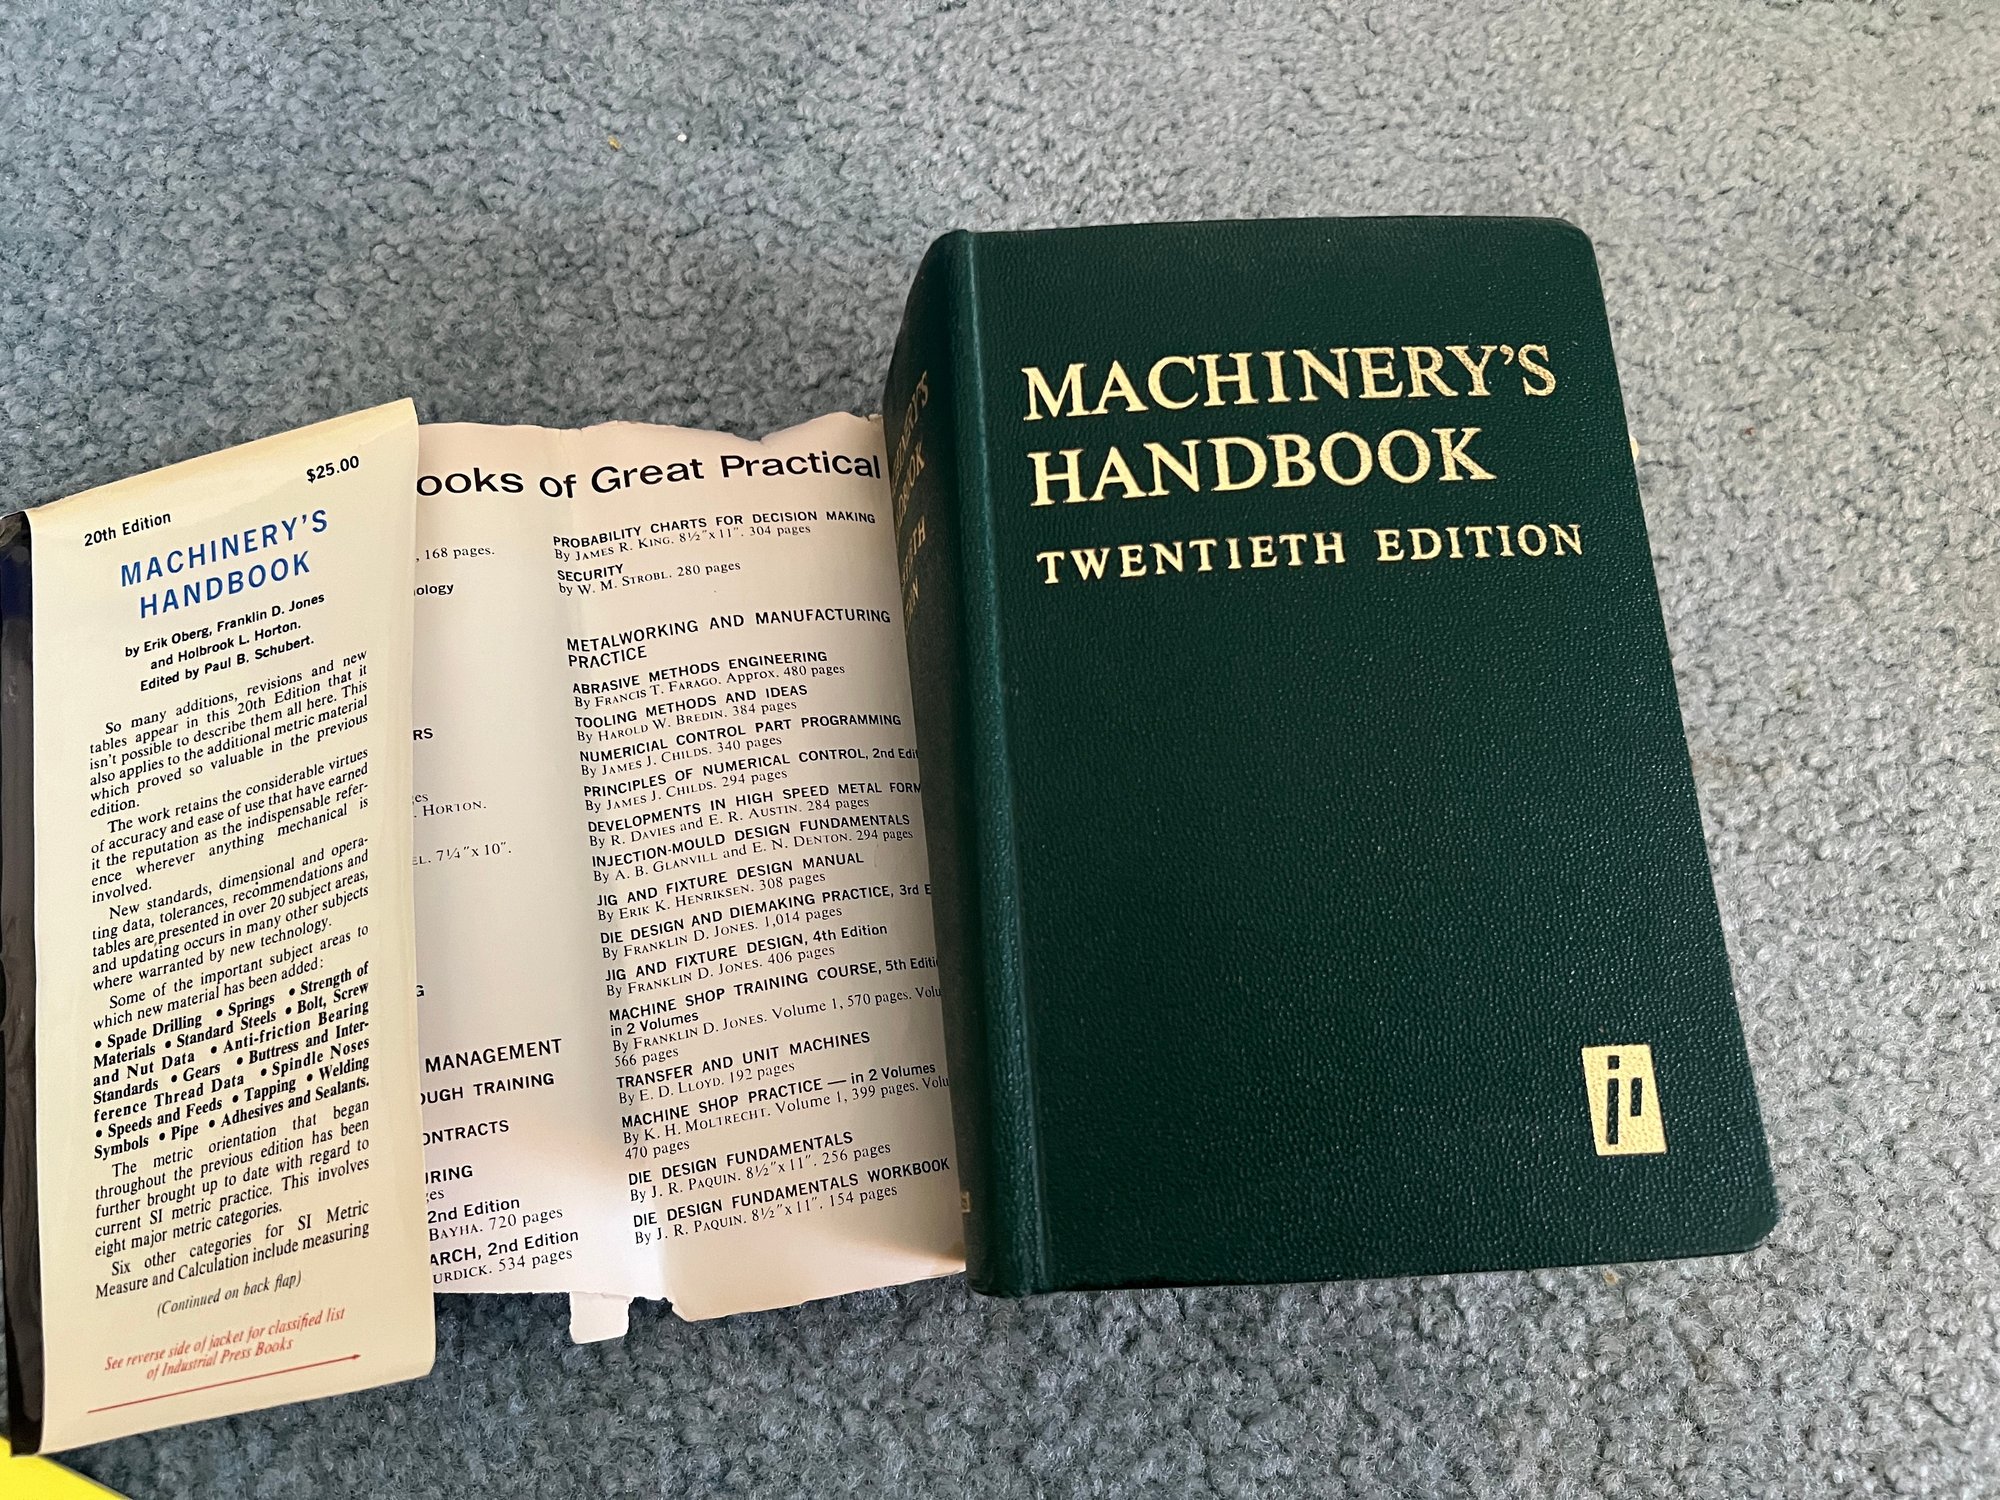 $25.00
20th Edition
MACHINERY'S
HANDBOOK
by Erik Oberg, Franklin D. Jones
and Holbrook L. Horton.
Edited by Paul B. Schubert.
So many additions, revisions and new
tables appear in this 20th Edition that it
isn't possible to describe them all here. This
also applies to the additional metric material
which proved so valuable in the previous
edition.
The work retains the considerable virtues
of accuracy and ease of use that have earned
it the reputation as the indispensable refer-
ence wherever anything mechanical is
involved.
New standards, dimensional and opera-
ting data, tolerances, recommendations and
tables are presented in over 20 subject areas,
and updating occurs in many other subjects
where warranted by new technology.
Some of the important subject areas to
which new material has been added:
• Spade Drilling • Springs • Strength of
Materials • Standard Steels • Bolt, Screw
and Nut Data • Anti-friction Bearing
Standards • Gears • Buttress and Inter-
ference Thread Data • Spindle Noses
• Speeds and Feeds • Tapping • Welding
Symbols • Pipe • Adhesives and Sealants.
The metric orientation that began
throughout the previous edition has been
further brought up to date with regard to
current SI metric practice. This involves
eight major metric categories.
Six other categories for SI Metric
Measure and Calculation include measuring
(Continued on back flap)
See reverse side of jacket for classified list
of Industrial Press Books
ooks of Great Practical
, 168 pages.
ology
RS
es
. HORTON.
EL. 7¼"x 10".
G
MANAGEMENT
OUGH TRAINING
ONTRACTS
URING
ges
2nd Edition
BAYHA. 720 pages
ARCH, 2nd Edition
URDICK. 534 pages
PROBABILITY CHARTS FOR DECISION MAKING
By JAMES R. KING. 8½"x 11". 304 pages
SECURITY
by W. M. STROBL. 280 pages
METALWORKING AND MANUFACTURING
PRACTICE
ABRASIVE METHODS ENGINEERING
By FRANCIS T. FARAGO. Approx. 480 pages
TOOLING METHODS AND IDEAS
By HAROLD W. BREDIN. 384 pages
NUMERICIAL CONTROL PART PROGRAMMING
By JAMES J. CHILDS. 340 pages
PRINCIPLES OF NUMERICAL CONTROL, 2nd Edit
By JAMES J. CHILDS. 294 pages
DEVELOPMENTS IN HIGH SPEED METAL FORM
By R. DAVIES and E. R. AUSTIN. 284 pages
INJECTION-MOULD DESIGN FUNDAMENTALS
By A. B. GLANVILL and E. N. DENTON. 294 pages
JIG AND FIXTURE DESIGN MANUAL
By ERIK K. HENRIKSEN. 308 pages
DIE DESIGN AND DIEMAKING PRACTICE, 3rd E
By FRANKLIN D. JONES. 1,014 pages
JIG AND FIXTURE DESIGN, 4th Edition
By FRANKLIN D. JONES. 406 pages
MACHINE SHOP TRAINING COURSE, 5th Editi
in 2 Volumes
By FRANKLIN D. JONES. Volume 1, 570 pages. Volu
566 pages
TRANSFER AND UNIT MACHINES
By E. D. LLOYD. 192 pages
MACHINE SHOP PRACTICE — in 2 Volumes
By K. H. MOLTRECHT. Volume 1, 399 pages. Volu
470 pages
DIE DESIGN FUNDAMENTALS
By J. R. PAQUIN. 8½"x 11". 256 pages
DIE DESIGN FUNDAMENTALS WORKBOOK
By J. R. PAQUIN. 8½"x 11". 154 pages
MACHINERY'S
HANDBOOK
TWENTIETH EDITION
ip